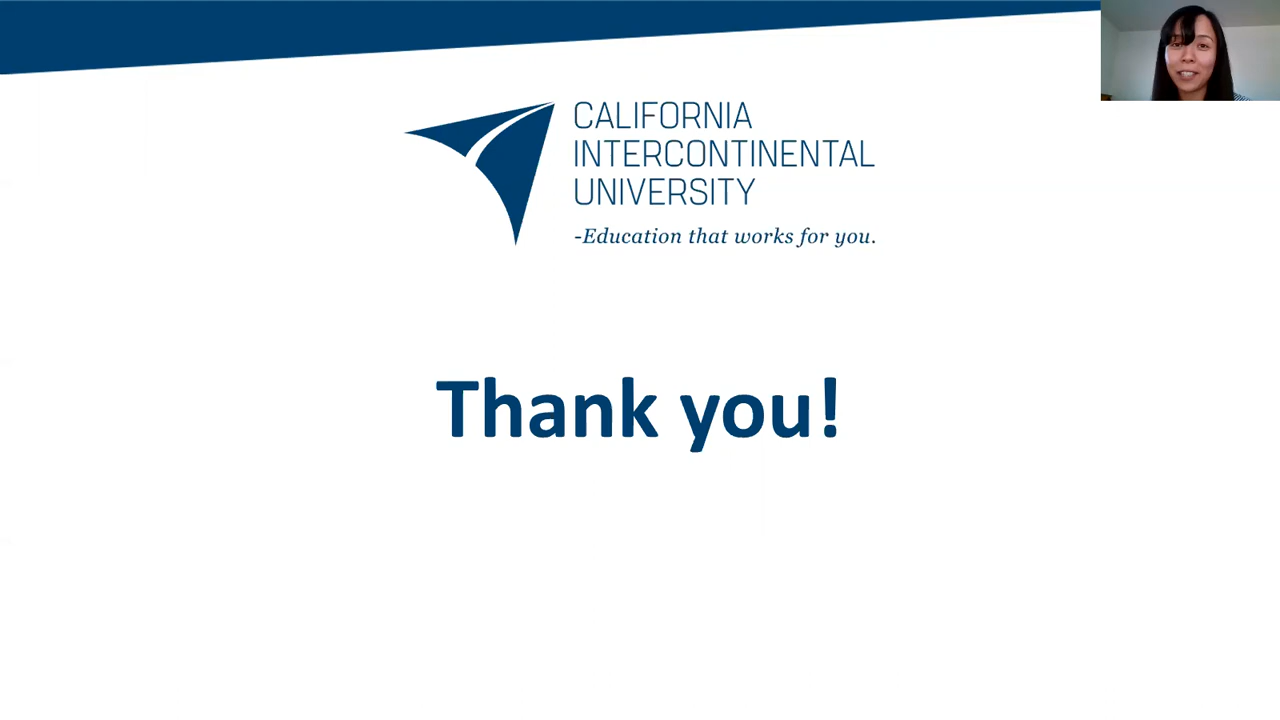 CALIFORNIA
INTERCONTINENTAL
UNIVERSITY
-Education that works for you.
Thank you!